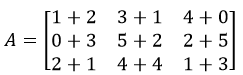 A = [1 + 2 3 + 1 4 + 0
0 + 3 5 + 2 2 + 5
2 + 1 4 + 4 1 + 3]